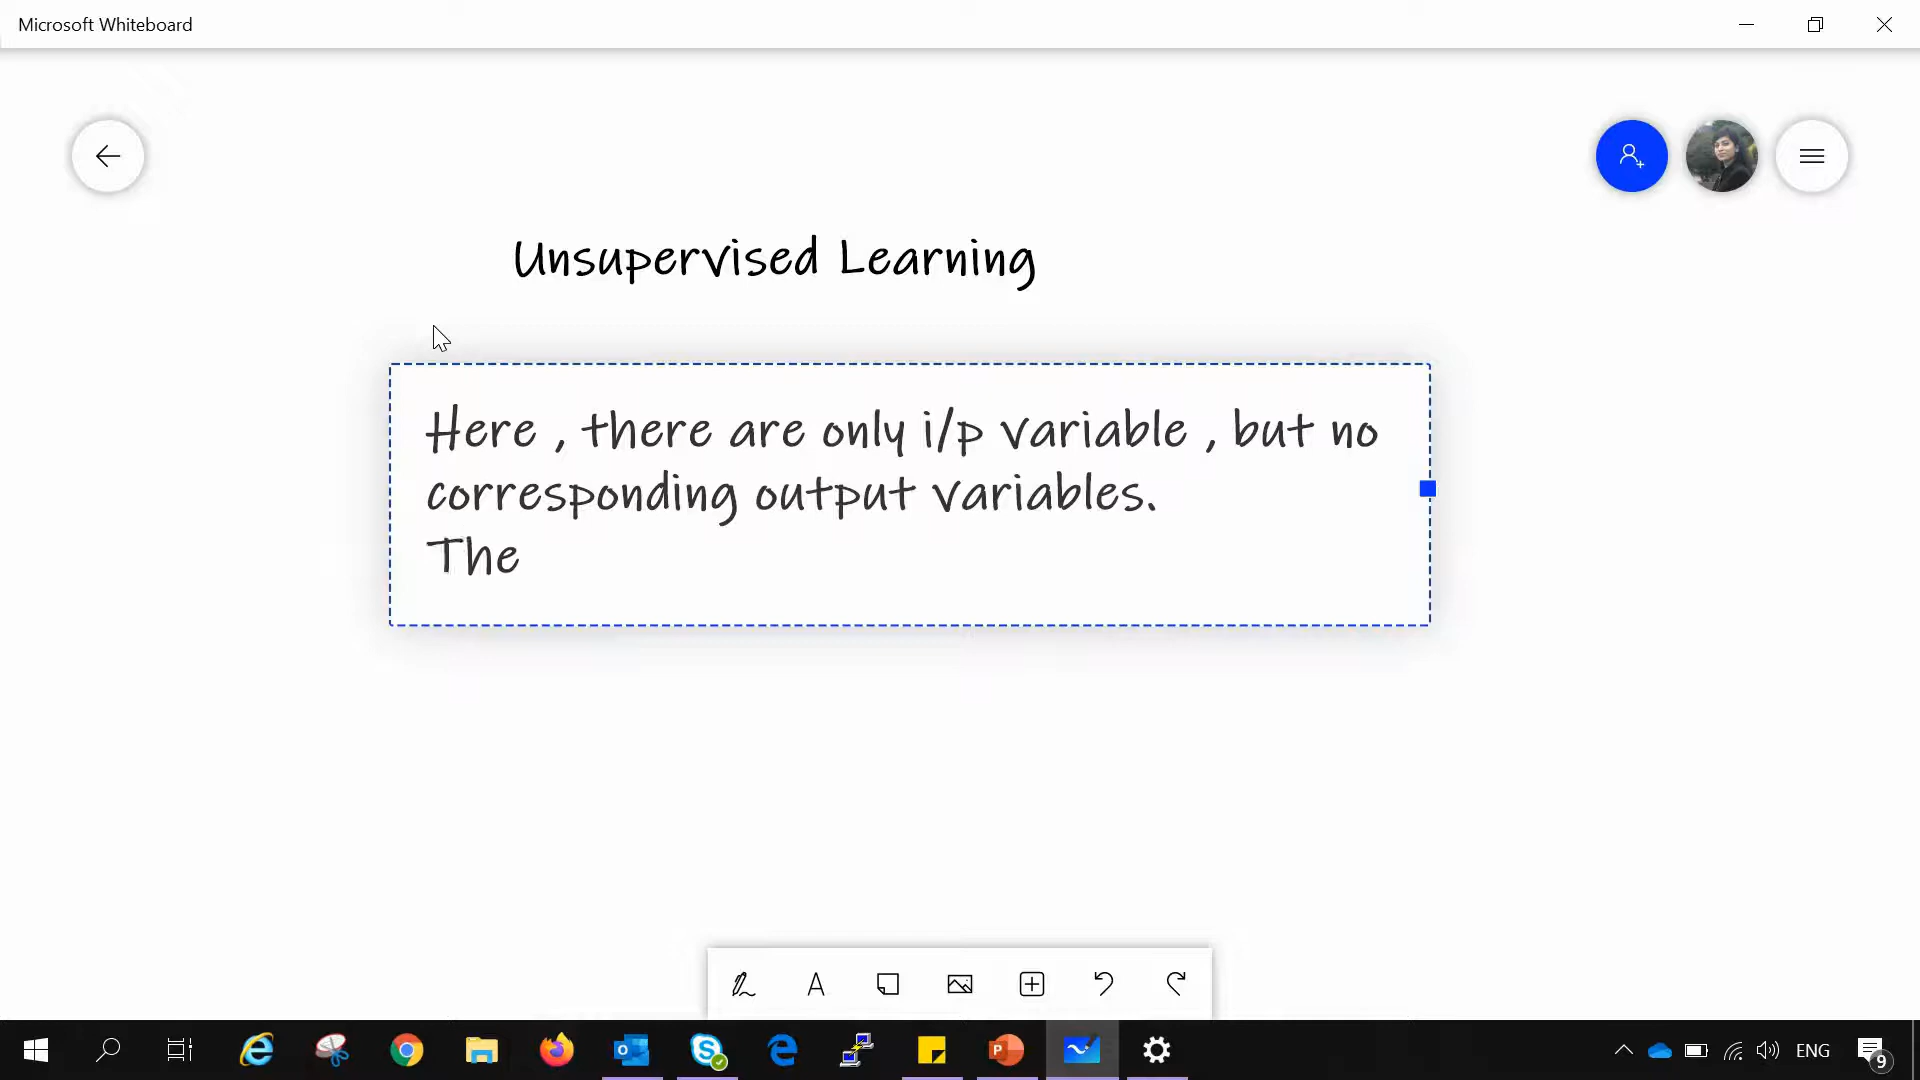 Microsoft Whiteboard
Unsupervised Learning
Here , there are only i/p variable , but no
corresponding output variables.
The
ENG
9